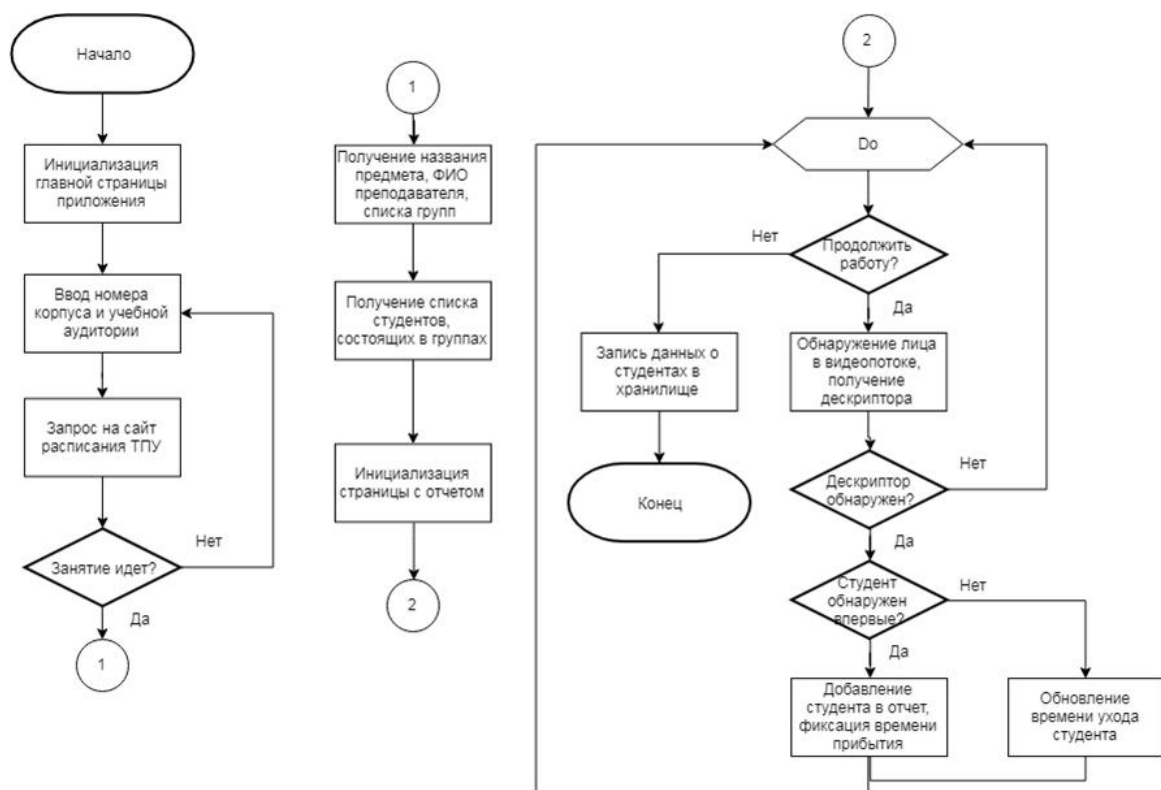 Начало
Инициализация
главной страницы
приложения
Ввод номера
корпуса и учебной
аудитории
Запрос на сайт
расписания ТПУ
Занятие идет?
Нет
Да
1
1
Получение названия
предмета, ФИО
преподавателя,
списка групп
Получение списка
студентов,
состоящих в группах
Инициализация
страницы с отчетом
2
2
Do
Продолжить
работу?
Нет
Да
Запись данных о
студентах в
хранилище
Конец
Обнаружение лица
в видеопотоке,
получение
дескриптора
Дескриптор
обнаружен?
Нет
Да
Студент
обнаружен
впервые?
Нет
Да
Добавление
студента в отчет,
фиксация времени
прибытия
Обновление
времени ухода
студента